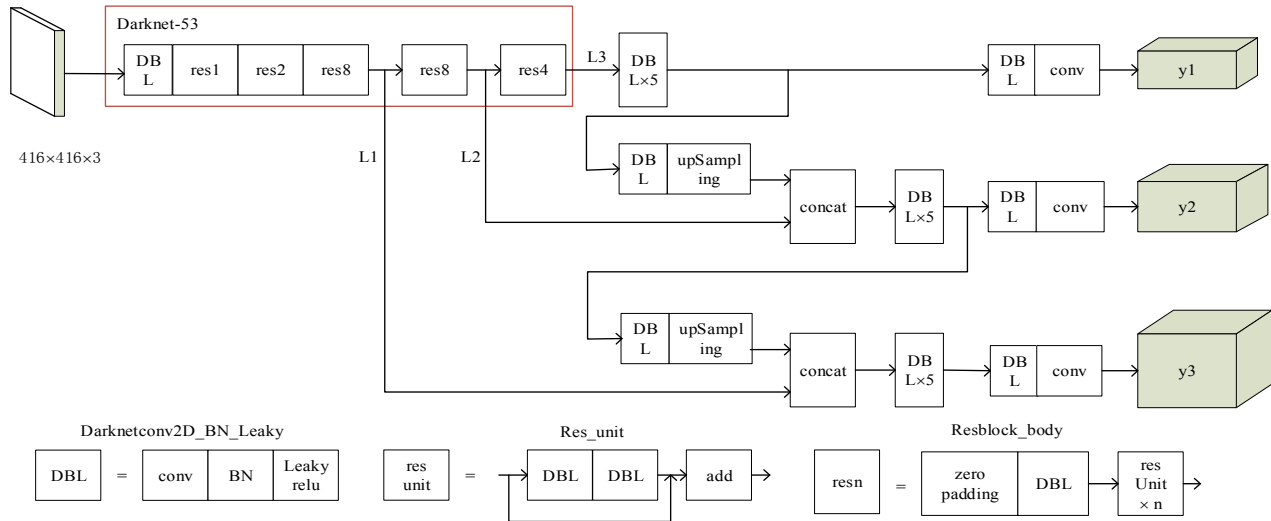 Darknet-53
DB
L
res1
res2
res8
res8
res4
L3
DB
L×5
DB
L
conv
y1
416×416×3
L1
L2
DB
L
upSampl
ing
concat
DB
L×5
DB
L
conv
y2
DB
L
upSampl
ing
concat
DB
L×5
DB
L
conv
y3
Darknetconv2D_BN_Leaky
DBL
=
conv
BN
Leaky
relu
Res_unit
res
unit
=
DBL
DBL
add
Resblock_body
resn
=
zero
padding
DBL
res
Unit
× n